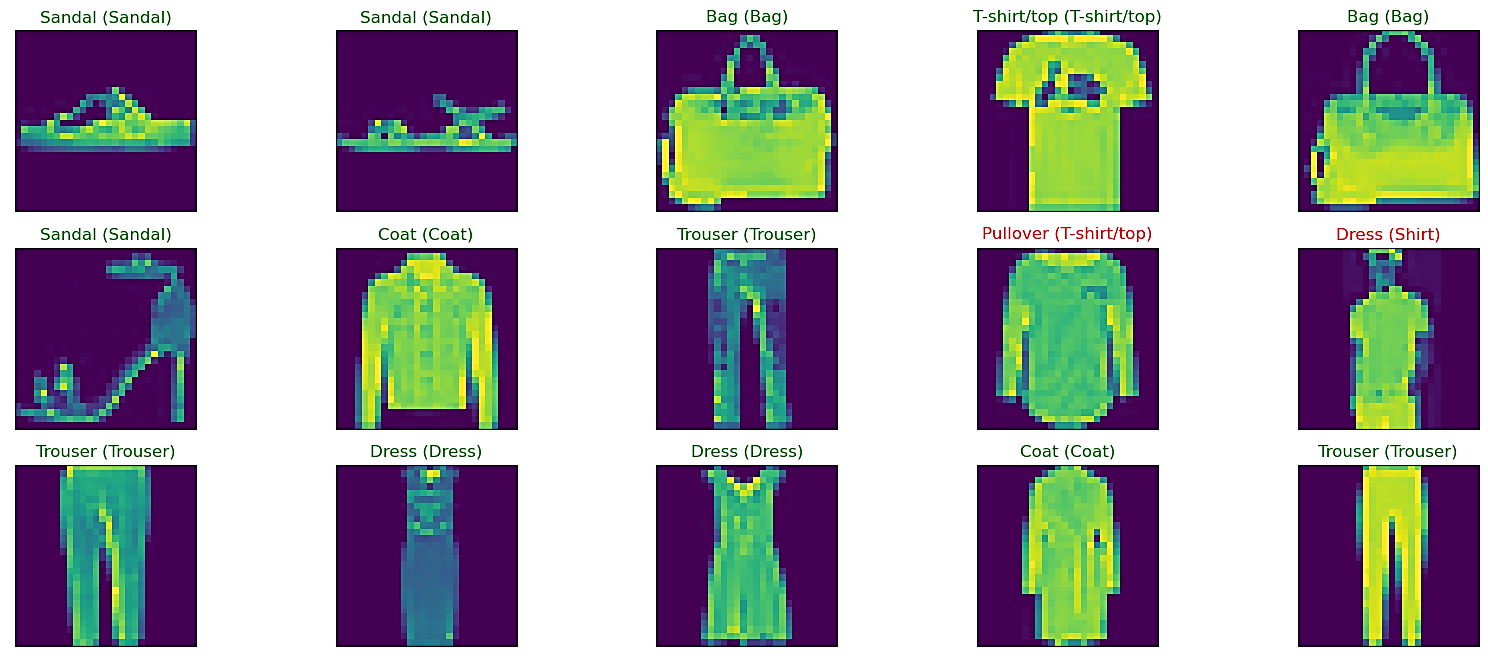 Sandal (Sandal)
Sandal (Sandal)
Bag (Bag)
T-shirt/top (T-shirt/top)
Bag (Bag)
Sandal (Sandal)
Coat (Coat)
Trouser (Trouser)
Pullover (T-shirt/top)
Dress (Shirt)
Trouser (Trouser)
Dress (Dress)
Dress (Dress)
Coat (Coat)
Trouser (Trouser)